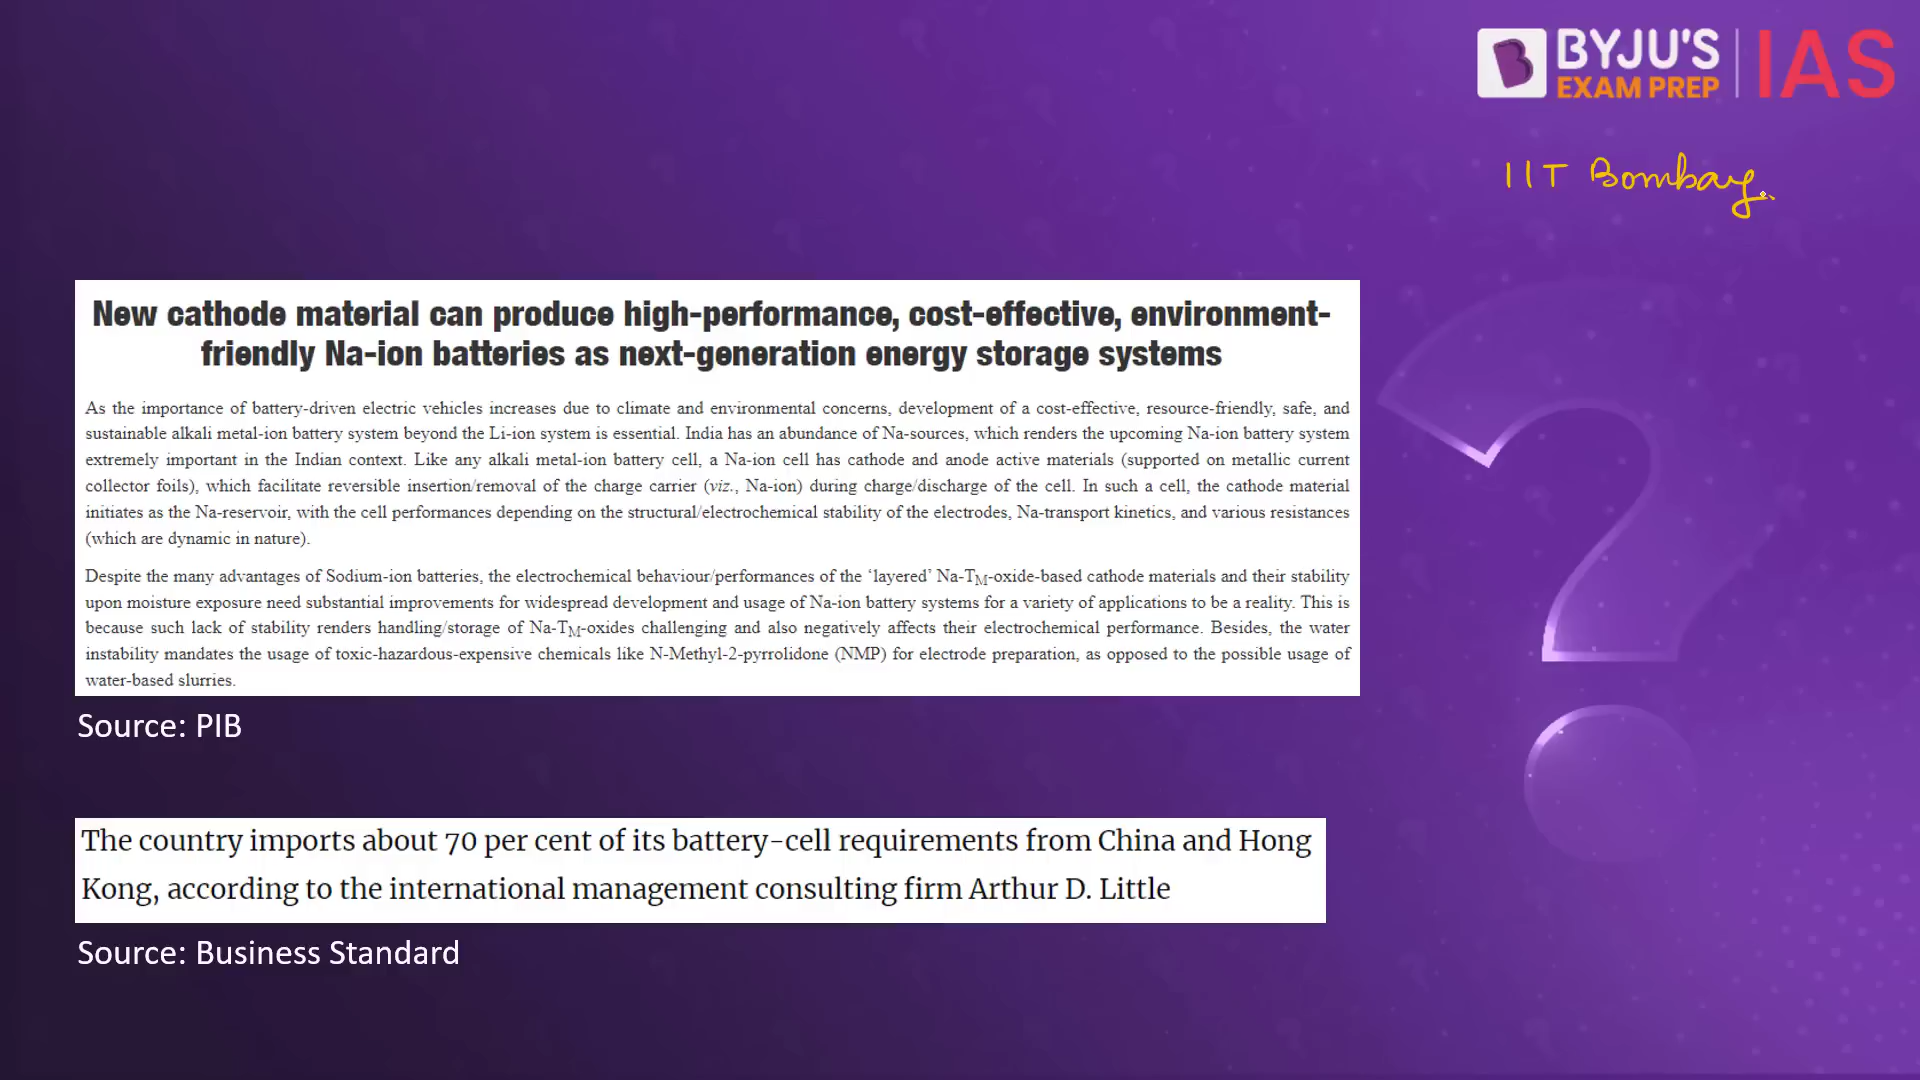 BYJU'S
EXAM PREP
IAS
IIT Bombay
New cathode material can produce high-performance, cost-effective, environment-
friendly Na-ion batteries as next-generation energy storage systems
As the importance of battery-driven electric vehicles increases due to climate and environmental concerns, development of a cost-effective, resource-friendly, safe, and
sustainable alkali metal-ion battery system beyond the Li-ion system is essential. India has an abundance of Na-sources, which renders the upcoming Na-ion battery system
extremely important in the Indian context. Like any alkali metal-ion battery cell, a Na-ion cell has cathode and anode active materials (supported on metallic current
collector foils), which facilitate reversible insertion/removal of the charge carrier (viz., Na-ion) during charge/discharge of the cell. In such a cell, the cathode material
initiates as the Na-reservoir, with the cell performances depending on the structural/electrochemical stability of the electrodes, Na-transport kinetics, and various resistances
(which are dynamic in nature).
Despite the many advantages of Sodium-ion batteries, the electrochemical behaviour/performances of the ‘layered’ Na-TM-oxide-based cathode materials and their stability
upon moisture exposure need substantial improvements for widespread development and usage of Na-ion battery systems for a variety of applications to be a reality. This is
because such lack of stability renders handling/storage of Na-TM-oxides challenging and also negatively affects their electrochemical performance. Besides, the water
instability mandates the usage of toxic-hazardous-expensive chemicals like N-Methyl-2-pyrrolidone (NMP) for electrode preparation, as opposed to the possible usage of
water-based slurries.
Source: PIB
The country imports about 70 per cent of its battery-cell requirements from China and Hong
Kong, according to the international management consulting firm Arthur D. Little
Source: Business Standard